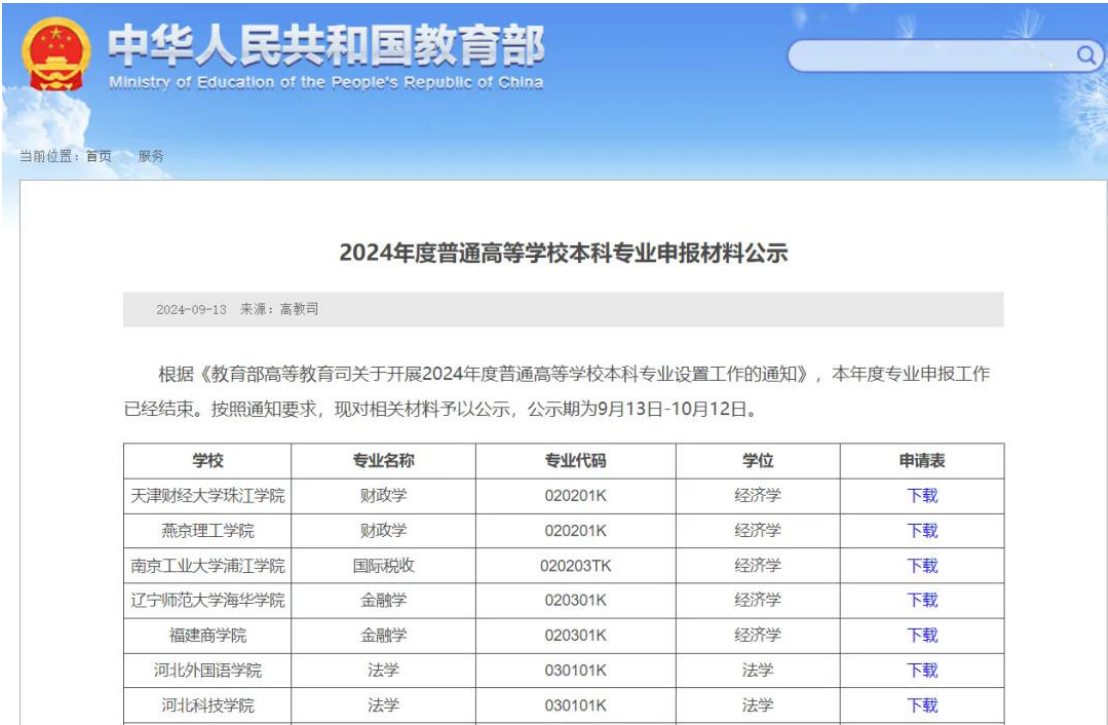 中华人民共和国教育部
Ministry of Education of the People's Republic of China
当前位置：首页 服务
2024年度普通高等学校本科专业申报材料公示
2024-09-13 来源：高教司
根据《教育部高等教育司关于开展2024年度普通高等学校本科专业设置工作的通知》，本年度专业申报工作
已经结束。按照通知要求，现对相关材料予以公示，公示期为9月13日-10月12日。
学校 专业名称 专业代码 学位 申请表
天津财经大学珠江学院 财政学 020201K 经济学 下载
燕京理工学院 财政学 020201K 经济学 下载
南京工业大学浦江学院 国际税收 020203TK 经济学 下载
辽宁师范大学海华学院 金融学 020301K 经济学 下载
福建商学院 金融学 020301K 经济学 下载
河北外国语学院 法学 030101K 法学 下载
河北科技学院 法学 030101K 法学 下载